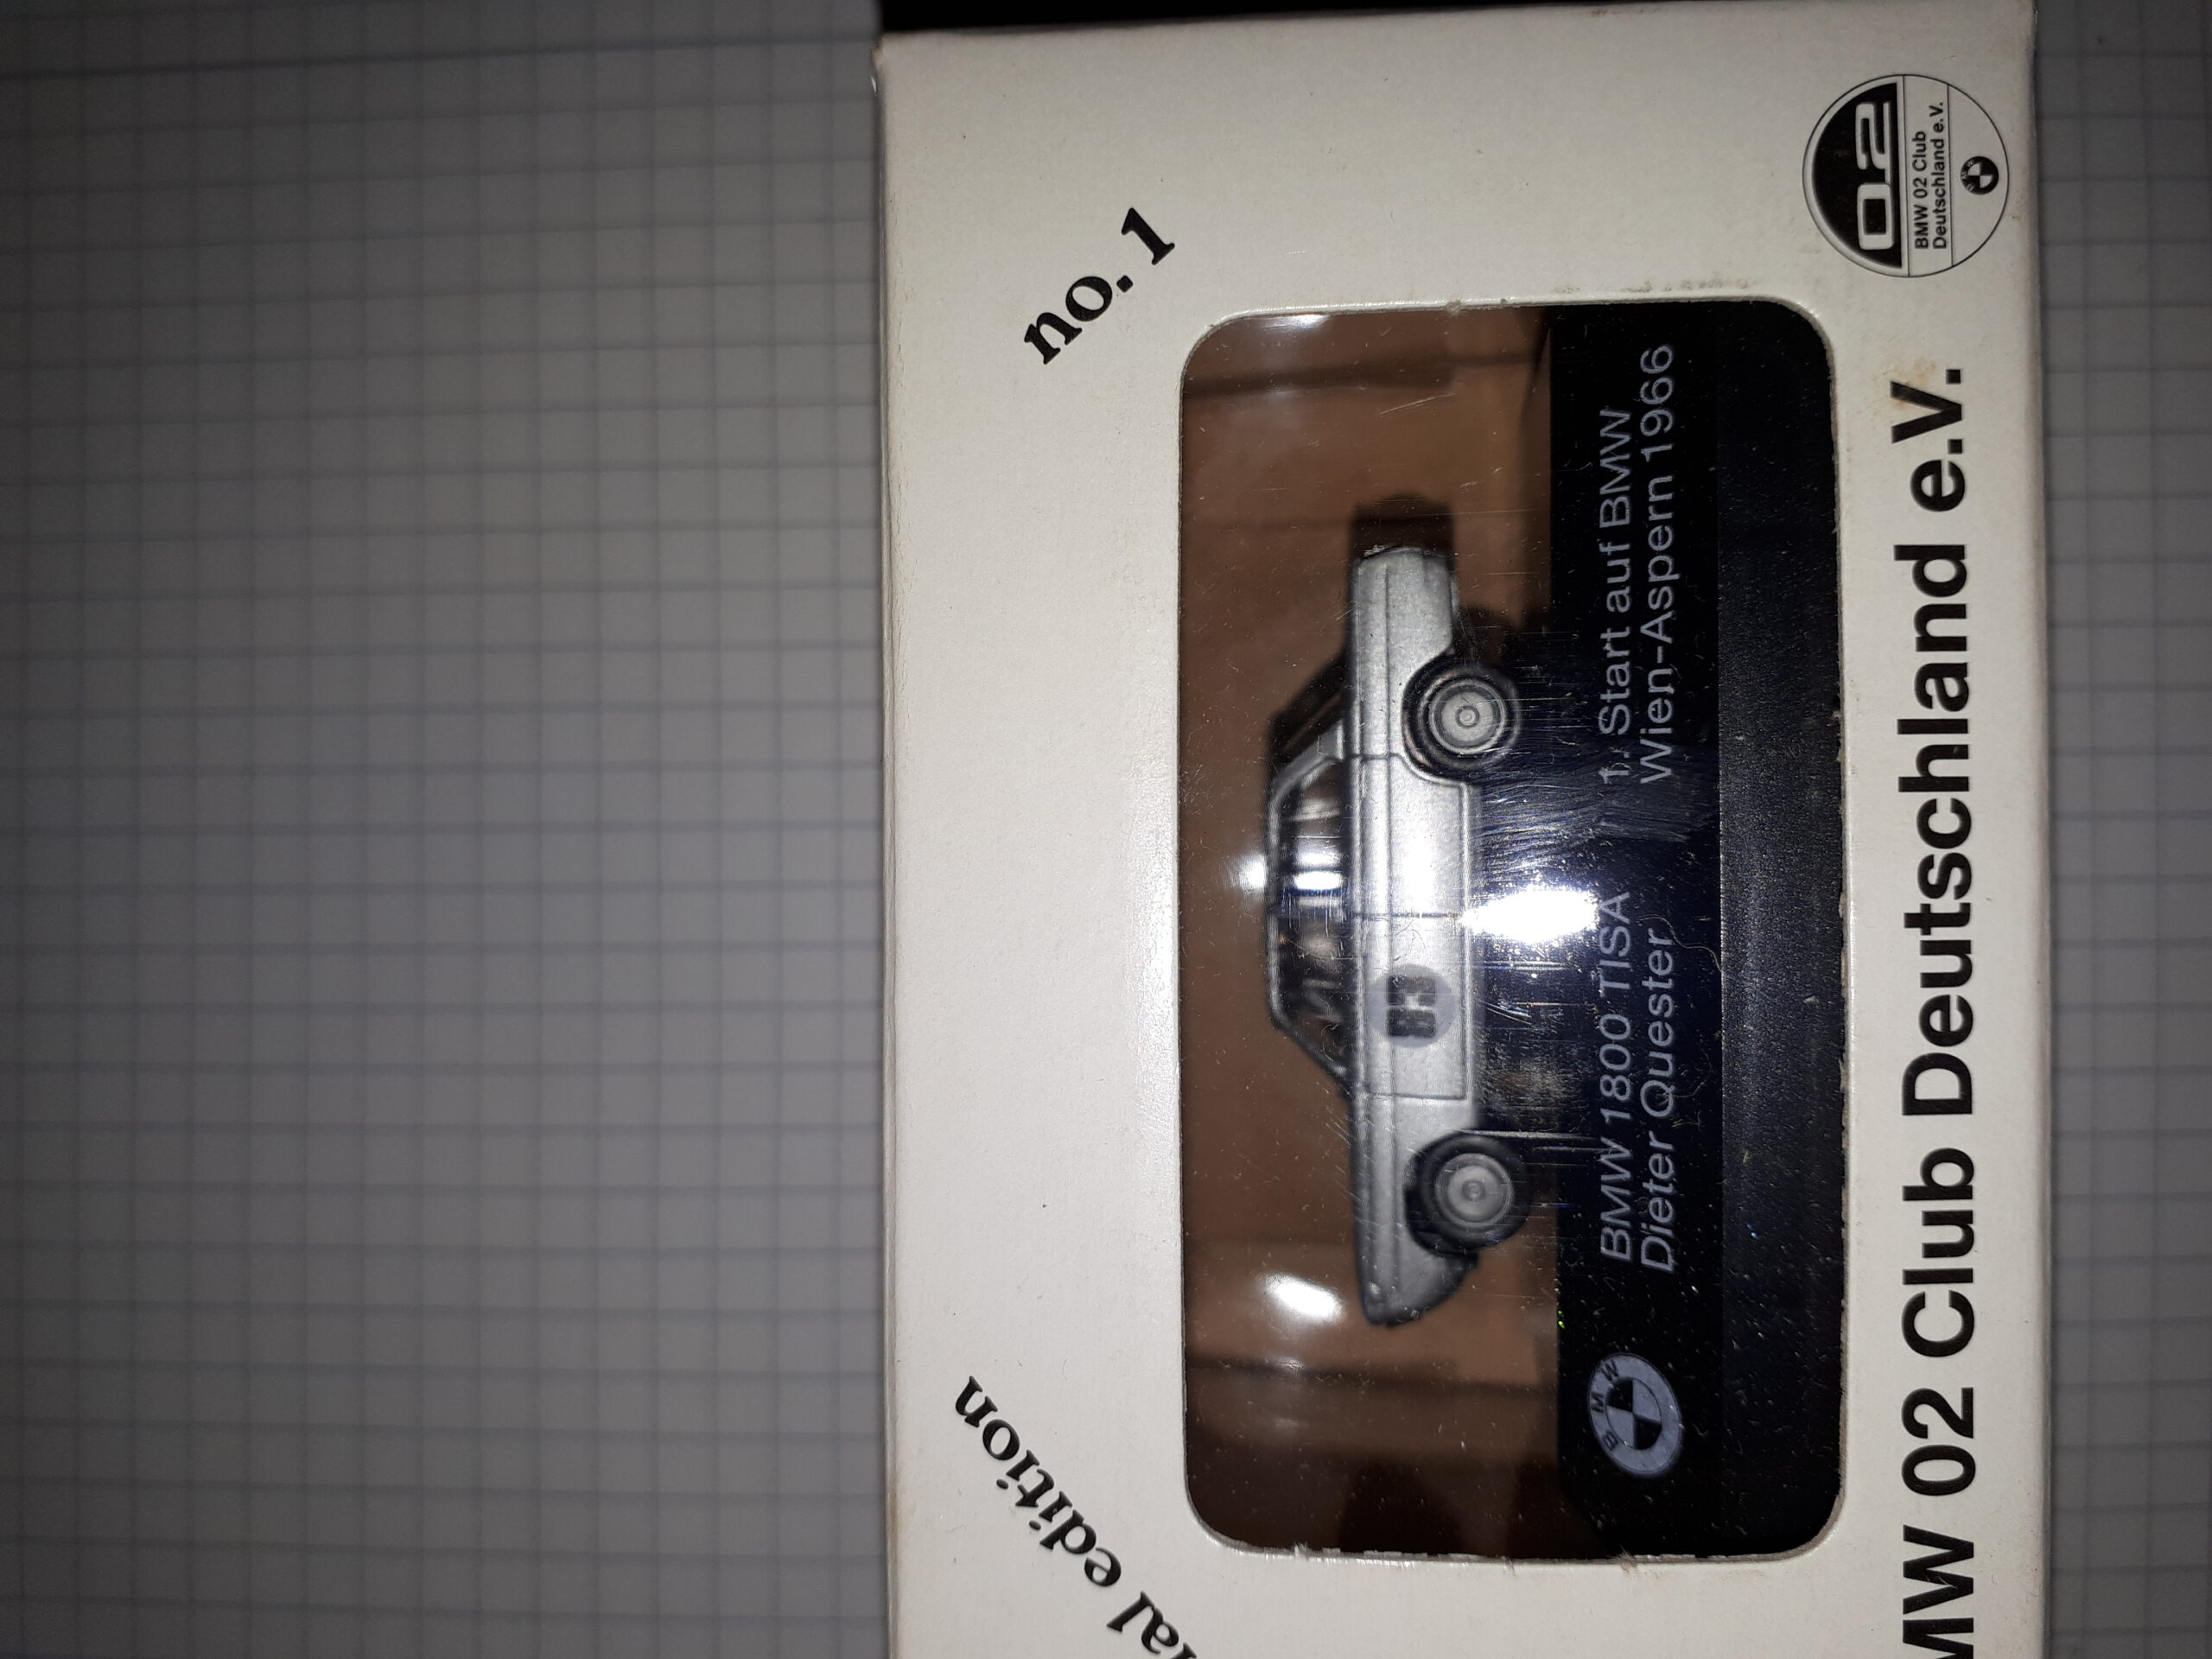 no. 1
ial edition
BMW 1800 TISA
Dieter Quester
1. Start auf BMW
Wien-Aspern 1966
BMW
MW 02 Club Deutschland e.V.
02
BMW 02 Club
Deutschland e.V.